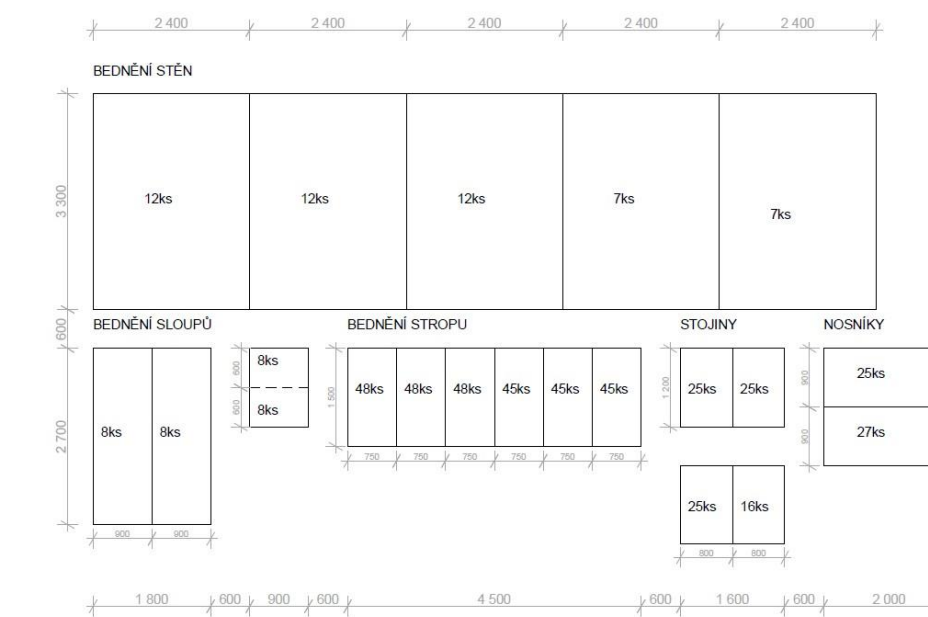 2 400 2 400 2 400 2 400 2 400
BEDNĚNÍ STĚN
3 300
12ks 12ks 12ks 7ks 7ks
600
BEDNĚNÍ SLOUPŮ BEDNĚNÍ STROPU STOJINY NOSNÍKY
2 700
8ks 8ks
900 900
600 8ks
600 8ks
1 500
48ks 48ks 48ks 45ks 45ks 45ks
750 750 750 750 750 750
1 200
25ks 25ks
25ks 16ks
800 800
900 25ks
900 27ks
1 800 600 900 600 4 500 600 1 600 600 2 000